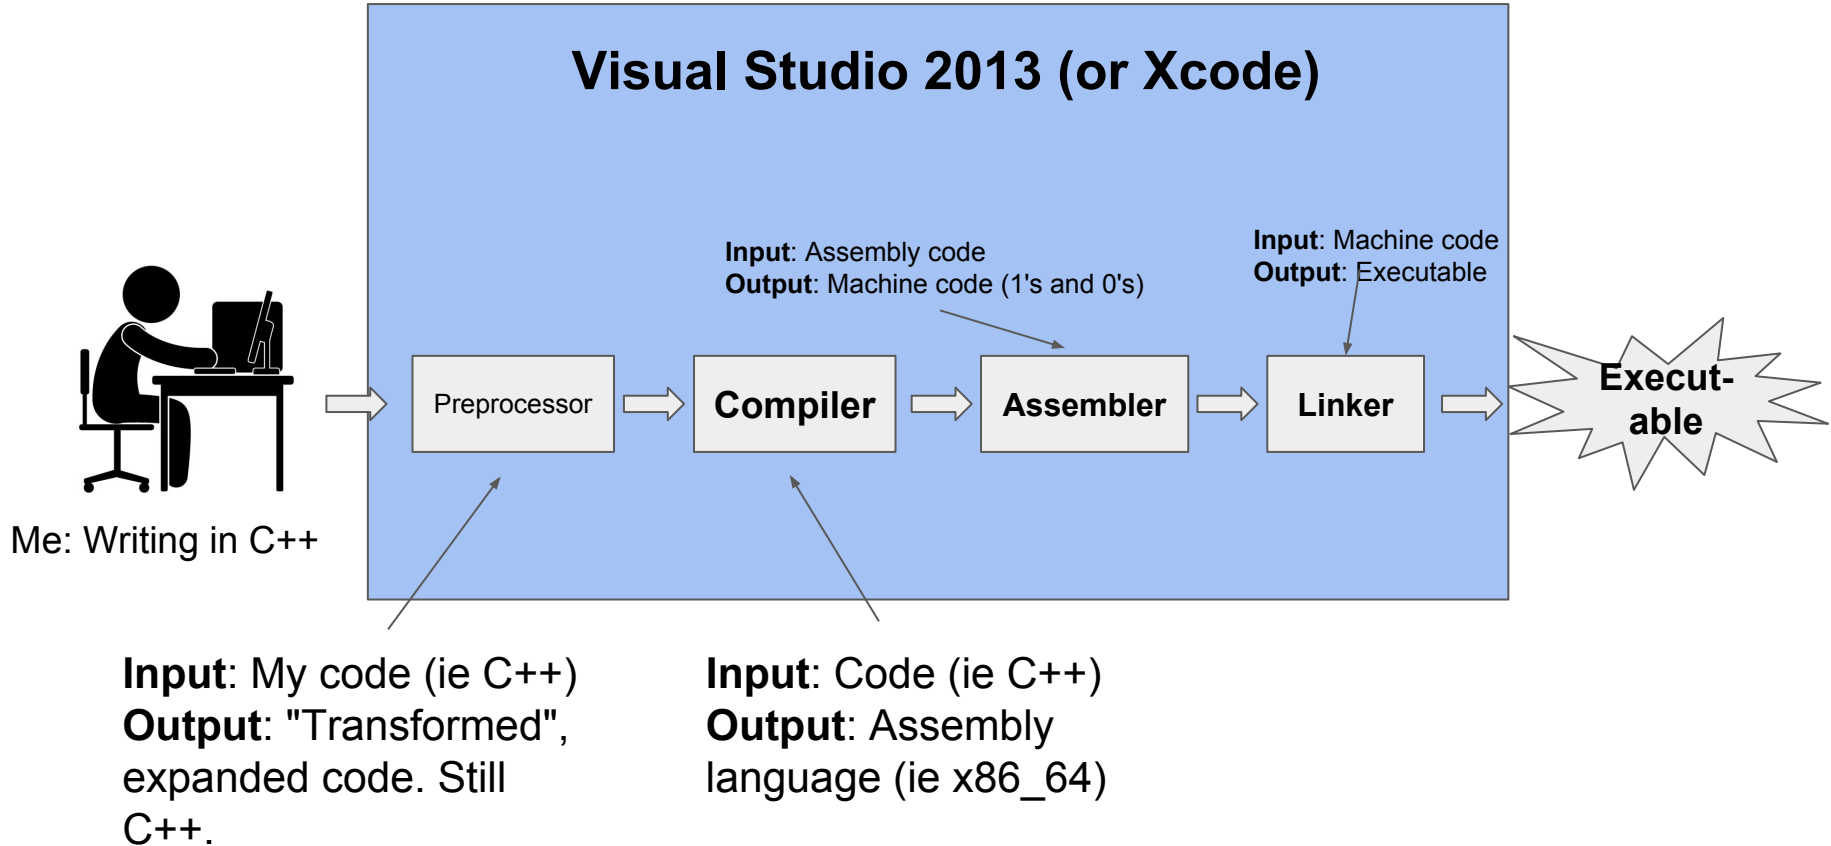 Visual Studio 2013 (or Xcode)
Input: Assembly code
Output: Machine code (1's and 0's)
Input: Machine code
Output: Executable
Preprocessor
Compiler
Assembler
Linker
Execut-
able
Me: Writing in C++
Input: My code (ie C++)
Output: "Transformed",
expanded code. Still
C++.
Input: Code (ie C++)
Output: Assembly
language (ie x86_64)